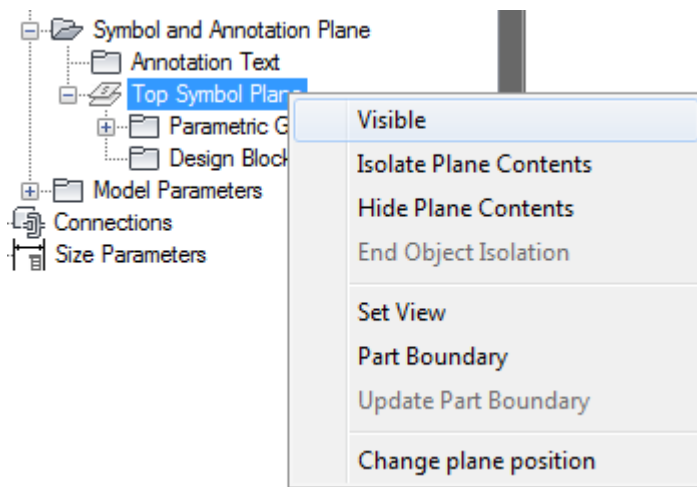 Symbol and Annotation Plane
Annotation Text
Top Symbol Plane
Parametric G
Design Block
Model Parameters
Connections
Size Parameters
Visible
Isolate Plane Contents
Hide Plane Contents
End Object Isolation
Set View
Part Boundary
Update Part Boundary
Change plane position